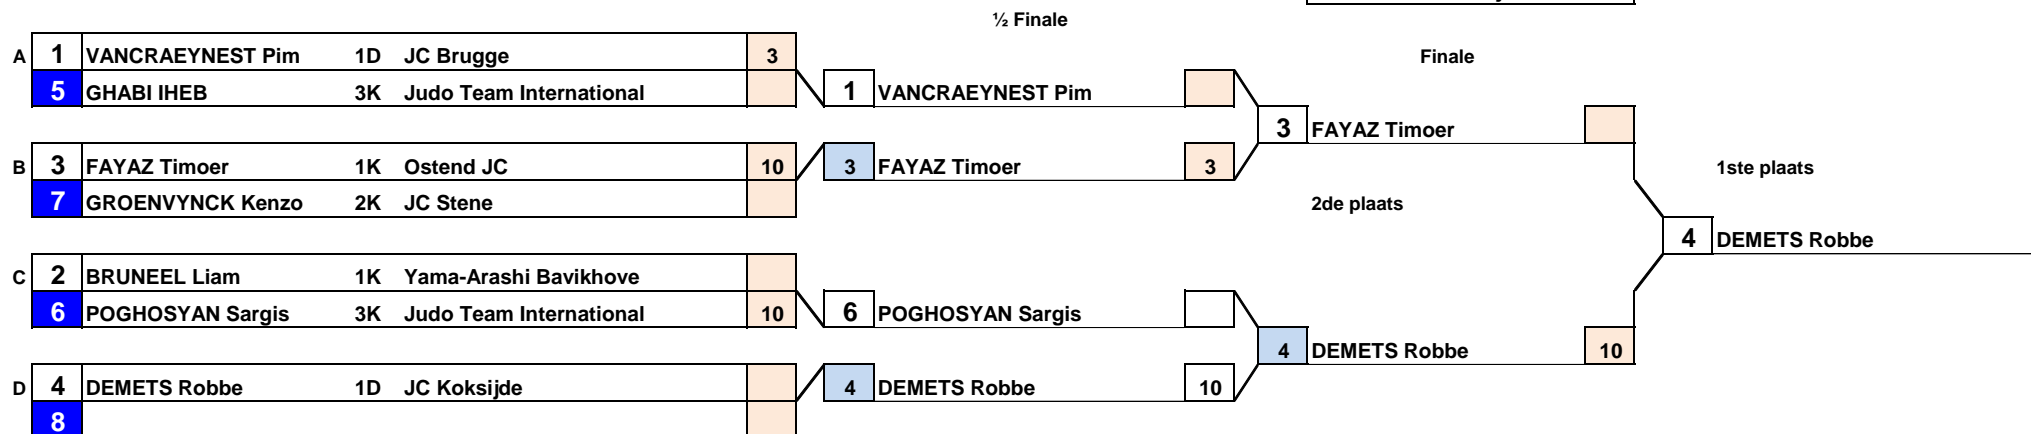 ½ Finale
A 1 VANCRAEYNEST Pim 1D JC Brugge 3
Finale
5 GHABI IHEB 3K Judo Team International
1 VANCRAEYNEST Pim
3 FAYAZ Timoer
B 3 FAYAZ Timoer 1K Ostend JC 10
3 FAYAZ Timoer 3
1ste plaats
7 GROENVYNCK Kenzo 2K JC Stene
2de plaats
4 DEMETS Robbe
C 2 BRUNEEL Liam 1K Yama-Arashi Bavikhove
6 POGHOSYAN Sargis 3K Judo Team International 10
6 POGHOSYAN Sargis
4 DEMETS Robbe 10
D 4 DEMETS Robbe 1D JC Koksijde
4 DEMETS Robbe 10
8